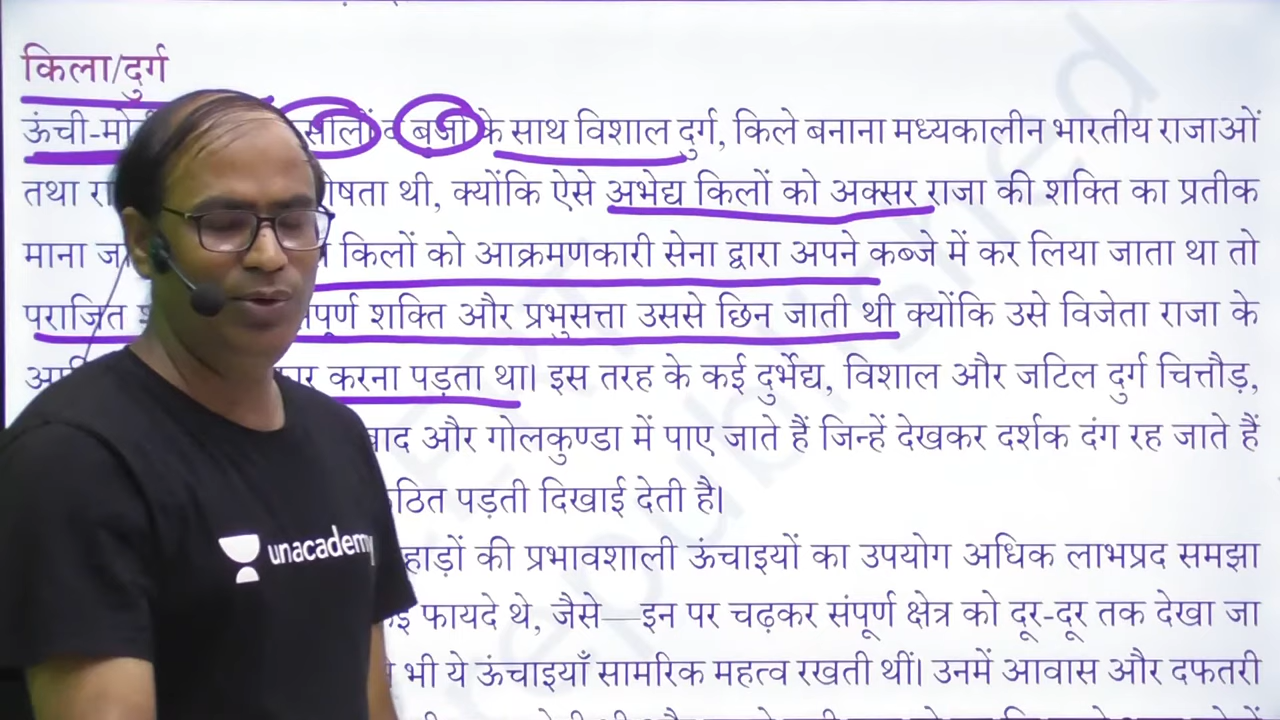 किला/दुर्ग
ऊंची-मो व बुर्जों के साथ विशाल दुर्ग, किले बनाना मध्यकालीन भारतीय राजाओं
तथा रा षता थी, क्योंकि ऐसे अभेद्य किलों को अक्सर राजा की शक्ति का प्रतीक
माना किलों को आक्रमणकारी सेना द्वारा अपने कब्जे में कर लिया जाता था तो
पराजित पूर्ण शक्ति और प्रभुसत्ता उससे छिन जाती थी क्योंकि उसे विजेता राजा के
करना पड़ता था। इस तरह के कई दुर्भेद्य, विशाल और जटिल दुर्ग चित्तौड़,
बाद और गोलकुण्डा में पाए जाते हैं जिन्हें देखकर दर्शक दंग रह जाते हैं
ठित पड़ती दिखाई देती है।
हाड़ों की प्रभावशाली ऊंचाइयों का उपयोग अधिक लाभप्रद समझा
फायदे थे, जैसे—इन पर चढ़कर संपूर्ण क्षेत्र को दूर-दूर तक देखा जा
भी ये ऊंचाइयाँ सामरिक महत्व रखती थीं। उनमें आवास और दफतरी
unacademy